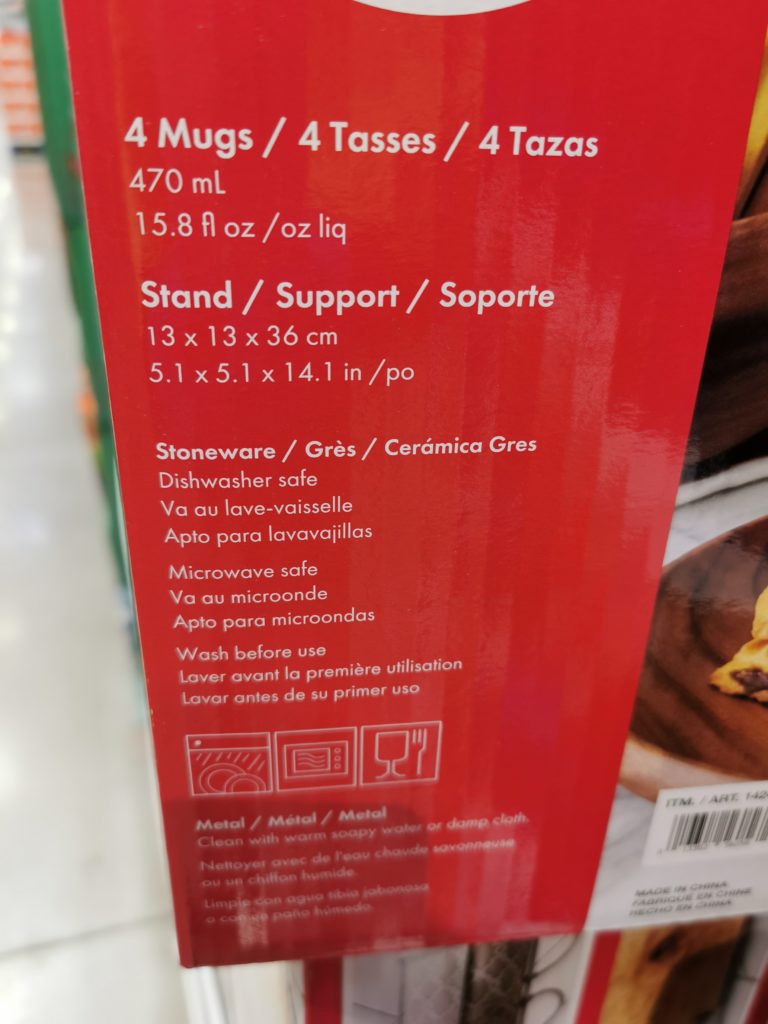 4 Mugs / 4 Tasses / 4 Tazas
470 mL
15.8 fl oz /oz liq
Stand / Support / Soporte
13 x 13 x 36 cm
5.1 x 5.1 x 14.1 in /po
Stoneware / Grès / Cerámica Gres
Dishwasher safe
Va au lave-vaisselle
Apto para lavavajillas
Microwave safe
Va au microonde
Apto para microondas
Wash before use
Laver avant la première utilisation
Lavar antes de su primer uso
Metal / Métal / Metal
Clean with warm soapy water or damp cloth.
Nettoyer avec de l'eau chaude savonneuse
ou un chiffon humide.
Limpie con agua tibia jabonosa
o con un paño húmedo.
ITM. / ART. 142
MADE IN CHINA
FABRIQUÉ EN CHINE
HECHO EN CHINA